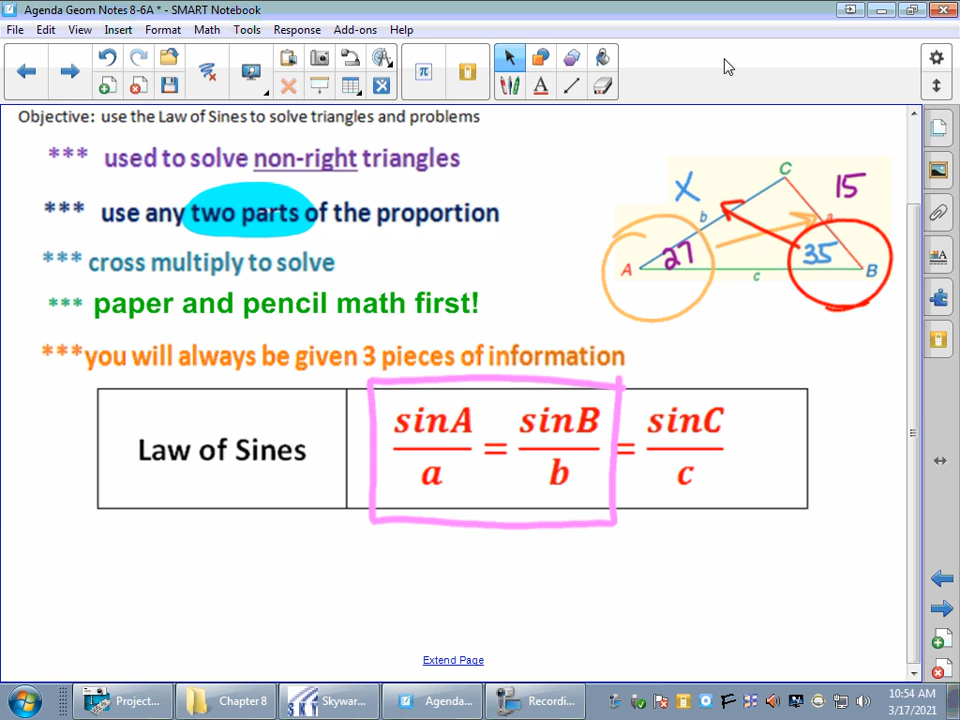 Agenda Geom Notes 8-6A * - SMART Notebook
File Edit View Insert Format Math Tools Response Add-ons Help
π A
Objective: use the Law of Sines to solve triangles and problems
*** used to solve non-right triangles
*** use any two parts of the proportion
*** cross multiply to solve
*** paper and pencil math first!
***you will always be given 3 pieces of information
C
X 15
b a
27 35
A c B
Law of Sines
sinA/a = sinB/b = sinC/c
Extend Page
Project... Chapter 8 Skywar... Agenda... Recordi...
10:54 AM
3/17/2021